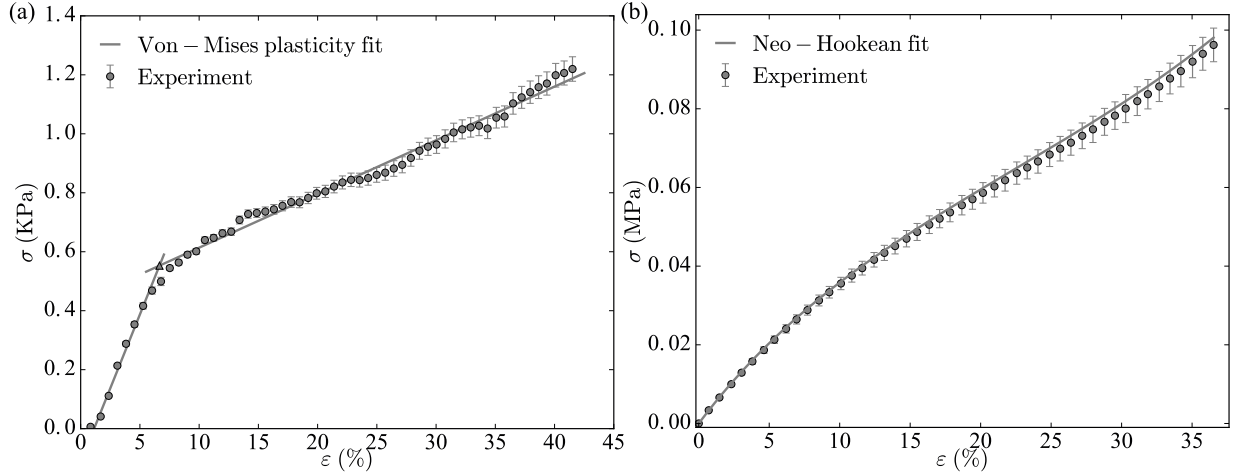 (a)
1.4
1.2
1.0
0.8
0.6
0.4
0.2
0.0
σ (KPa)
Von − Mises plasticity fit
Experiment
0 5 10 15 20 25 30 35 40 45
ε (%)
(b)
0.10
0.08
0.06
0.04
0.02
0.00
σ (MPa)
Neo − Hookean fit
Experiment
0 5 10 15 20 25 30 35
ε (%)